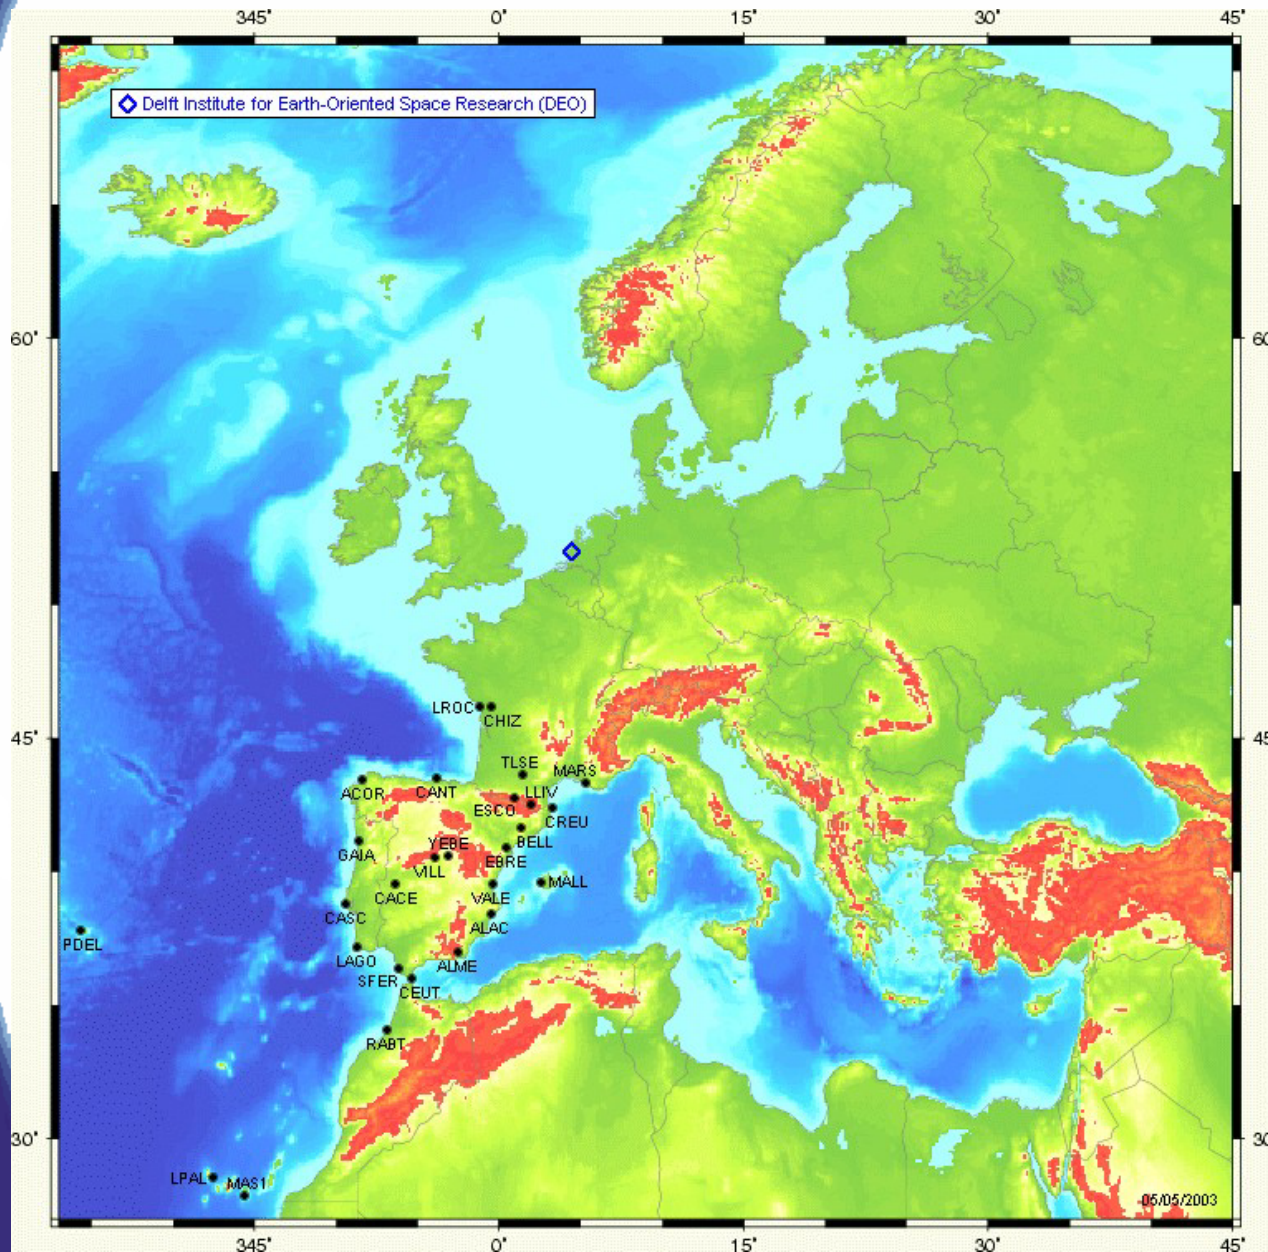 345° 0° 15° 30° 45°
Delft Institute for Earth-Oriented Space Research (DEO)
60° 60
LROC
CHIZ
45° 45
TLSE
MARS
ACOR
CANT
LLIV
ESCO
CREU
BELL
GAIA
YEBE
EBRE
VILL
MALL
CACE
VALE
CASC
ALAC
PDEL
LAGO
ALME
SFER
CEUT
RABT
30° 30
LPAL
MAS1
05/05/2003
345° 0° 15° 30° 45°